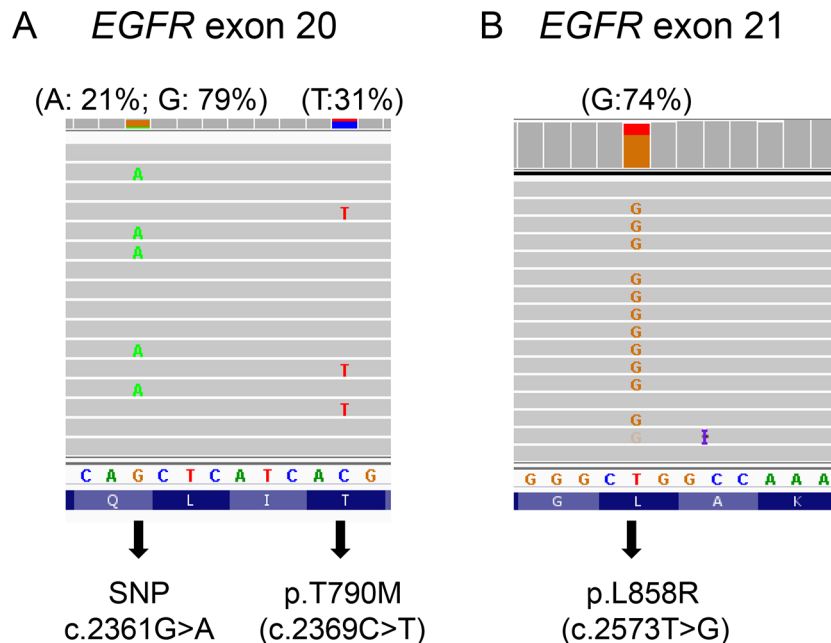 A EGFR exon 20
(A: 21%; G: 79%) (T:31%)
A
T
A
A
A
T
A
T
C A G C T C A T C A C G
Q L I T
SNP
c.2361G>A
p.T790M
(c.2369C>T)
B EGFR exon 21
(G:74%)
G
G
G
G
G
G
G
G
G
G
G
G
G G G C T G G C C A A A
G L A K
p.L858R
(c.2573T>G)